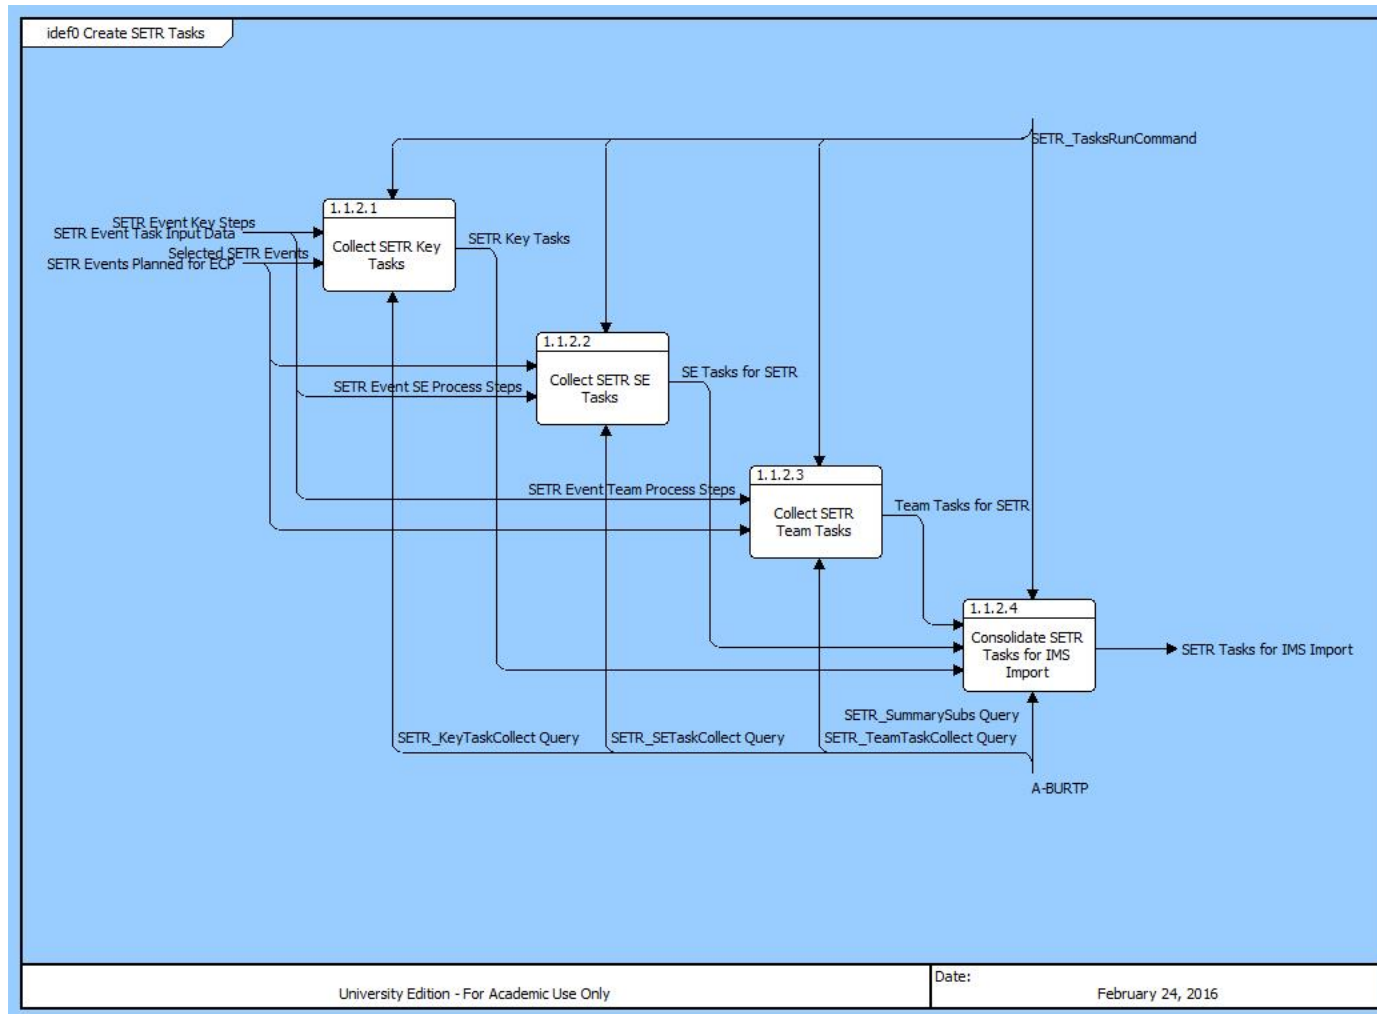 idef0 Create SETR Tasks
SETR_TasksRunCommand
1.1.2.1
Collect SETR Key
Tasks
SETR Event Key Steps
SETR Event Task Input Data
Selected SETR Events
SETR Events Planned for ECP
SETR Key Tasks
1.1.2.2
Collect SETR SE
Tasks
SE Tasks for SETR
SETR Event SE Process Steps
1.1.2.3
Collect SETR
Team Tasks
SETR Event Team Process Steps
Team Tasks for SETR
1.1.2.4
Consolidate SETR
Tasks for IMS
Import
SETR Tasks for IMS Import
SETR_SummarySubs Query
SETR_KeyTaskCollect Query
SETR_SETaskCollect Query
SETR_TeamTaskCollect Query
A-BURTP
University Edition - For Academic Use Only
Date:
February 24, 2016